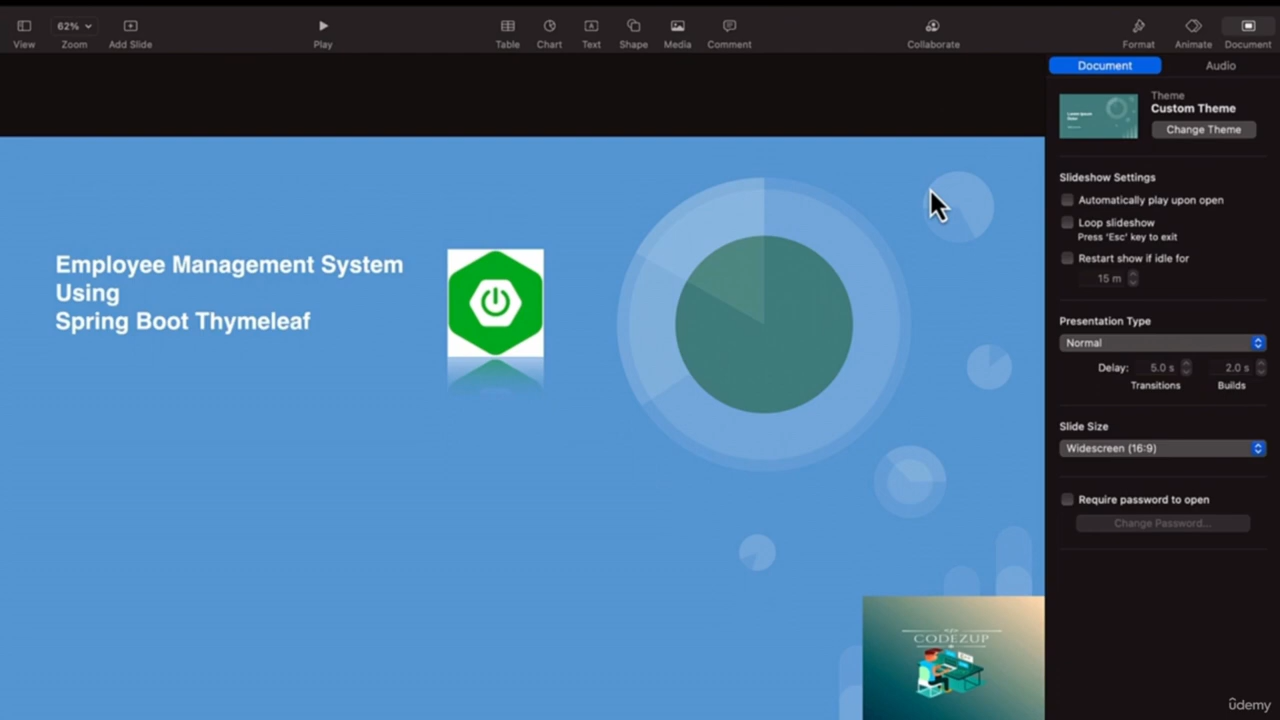 View
62%
Zoom
Add Slide
Play
Table
Chart
Text
Shape
Media
Comment
Collaborate
Format
Animate
Document
Document
Audio
Theme
Custom Theme
Change Theme
Slideshow Settings
Automatically play upon open
Loop slideshow
Press 'Esc' key to exit
Restart show if idle for
15 m
Presentation Type
Normal
Delay: 5.0 s 2.0 s
Transitions Builds
Slide Size
Widescreen (16:9)
Require password to open
Change Password...
Employee Management System
Using
Spring Boot Thymeleaf
CODEZUP
ûdemy